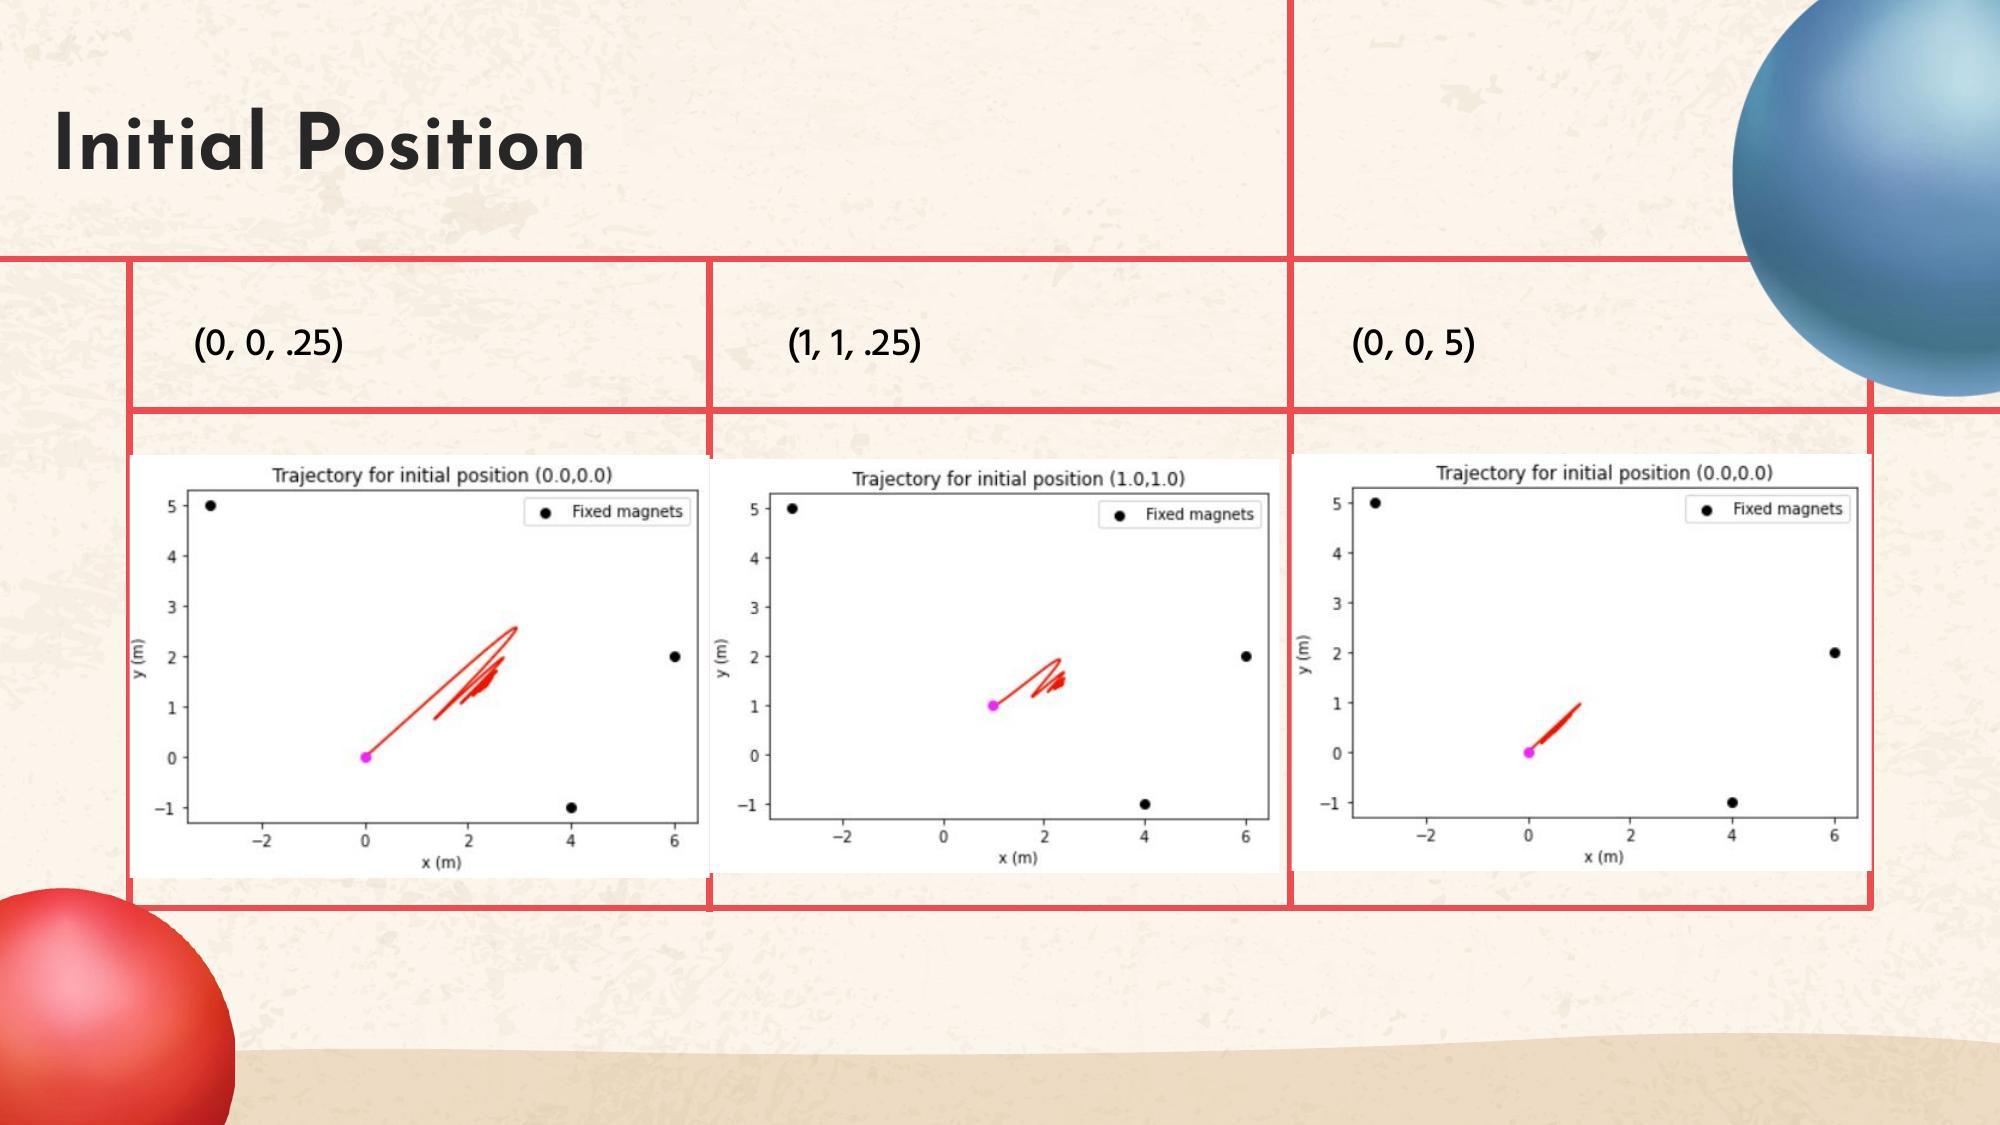 Initial Position
(0, 0, .25)
(1, 1, .25)
(0, 0, 5)
Trajectory for initial position (0.0,0.0)
Fixed magnets
5
4
3
2
1
0
−1
y (m)
−2
0
2
4
6
x (m)
Trajectory for initial position (1.0,1.0)
Fixed magnets
5
4
3
2
1
0
−1
y (m)
−2
0
2
4
6
x (m)
Trajectory for initial position (0.0,0.0)
Fixed magnets
5
4
3
2
1
0
−1
y (m)
−2
0
2
4
6
x (m)